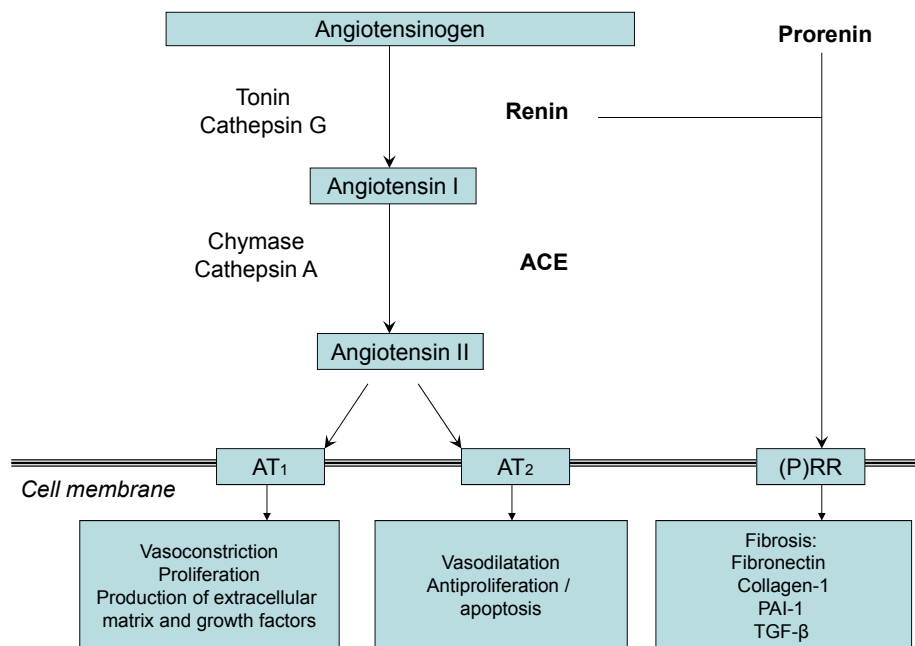 Angiotensinogen
Prorenin
Tonin
Cathepsin G
Renin
Angiotensin I
Chymase
Cathepsin A
ACE
Angiotensin II
AT1
AT2
(P)RR
Cell membrane
Vasoconstriction
Proliferation
Production of extracellular
matrix and growth factors
Vasodilatation
Antiproliferation /
apoptosis
Fibrosis:
Fibronectin
Collagen-1
PAI-1
TGF-β